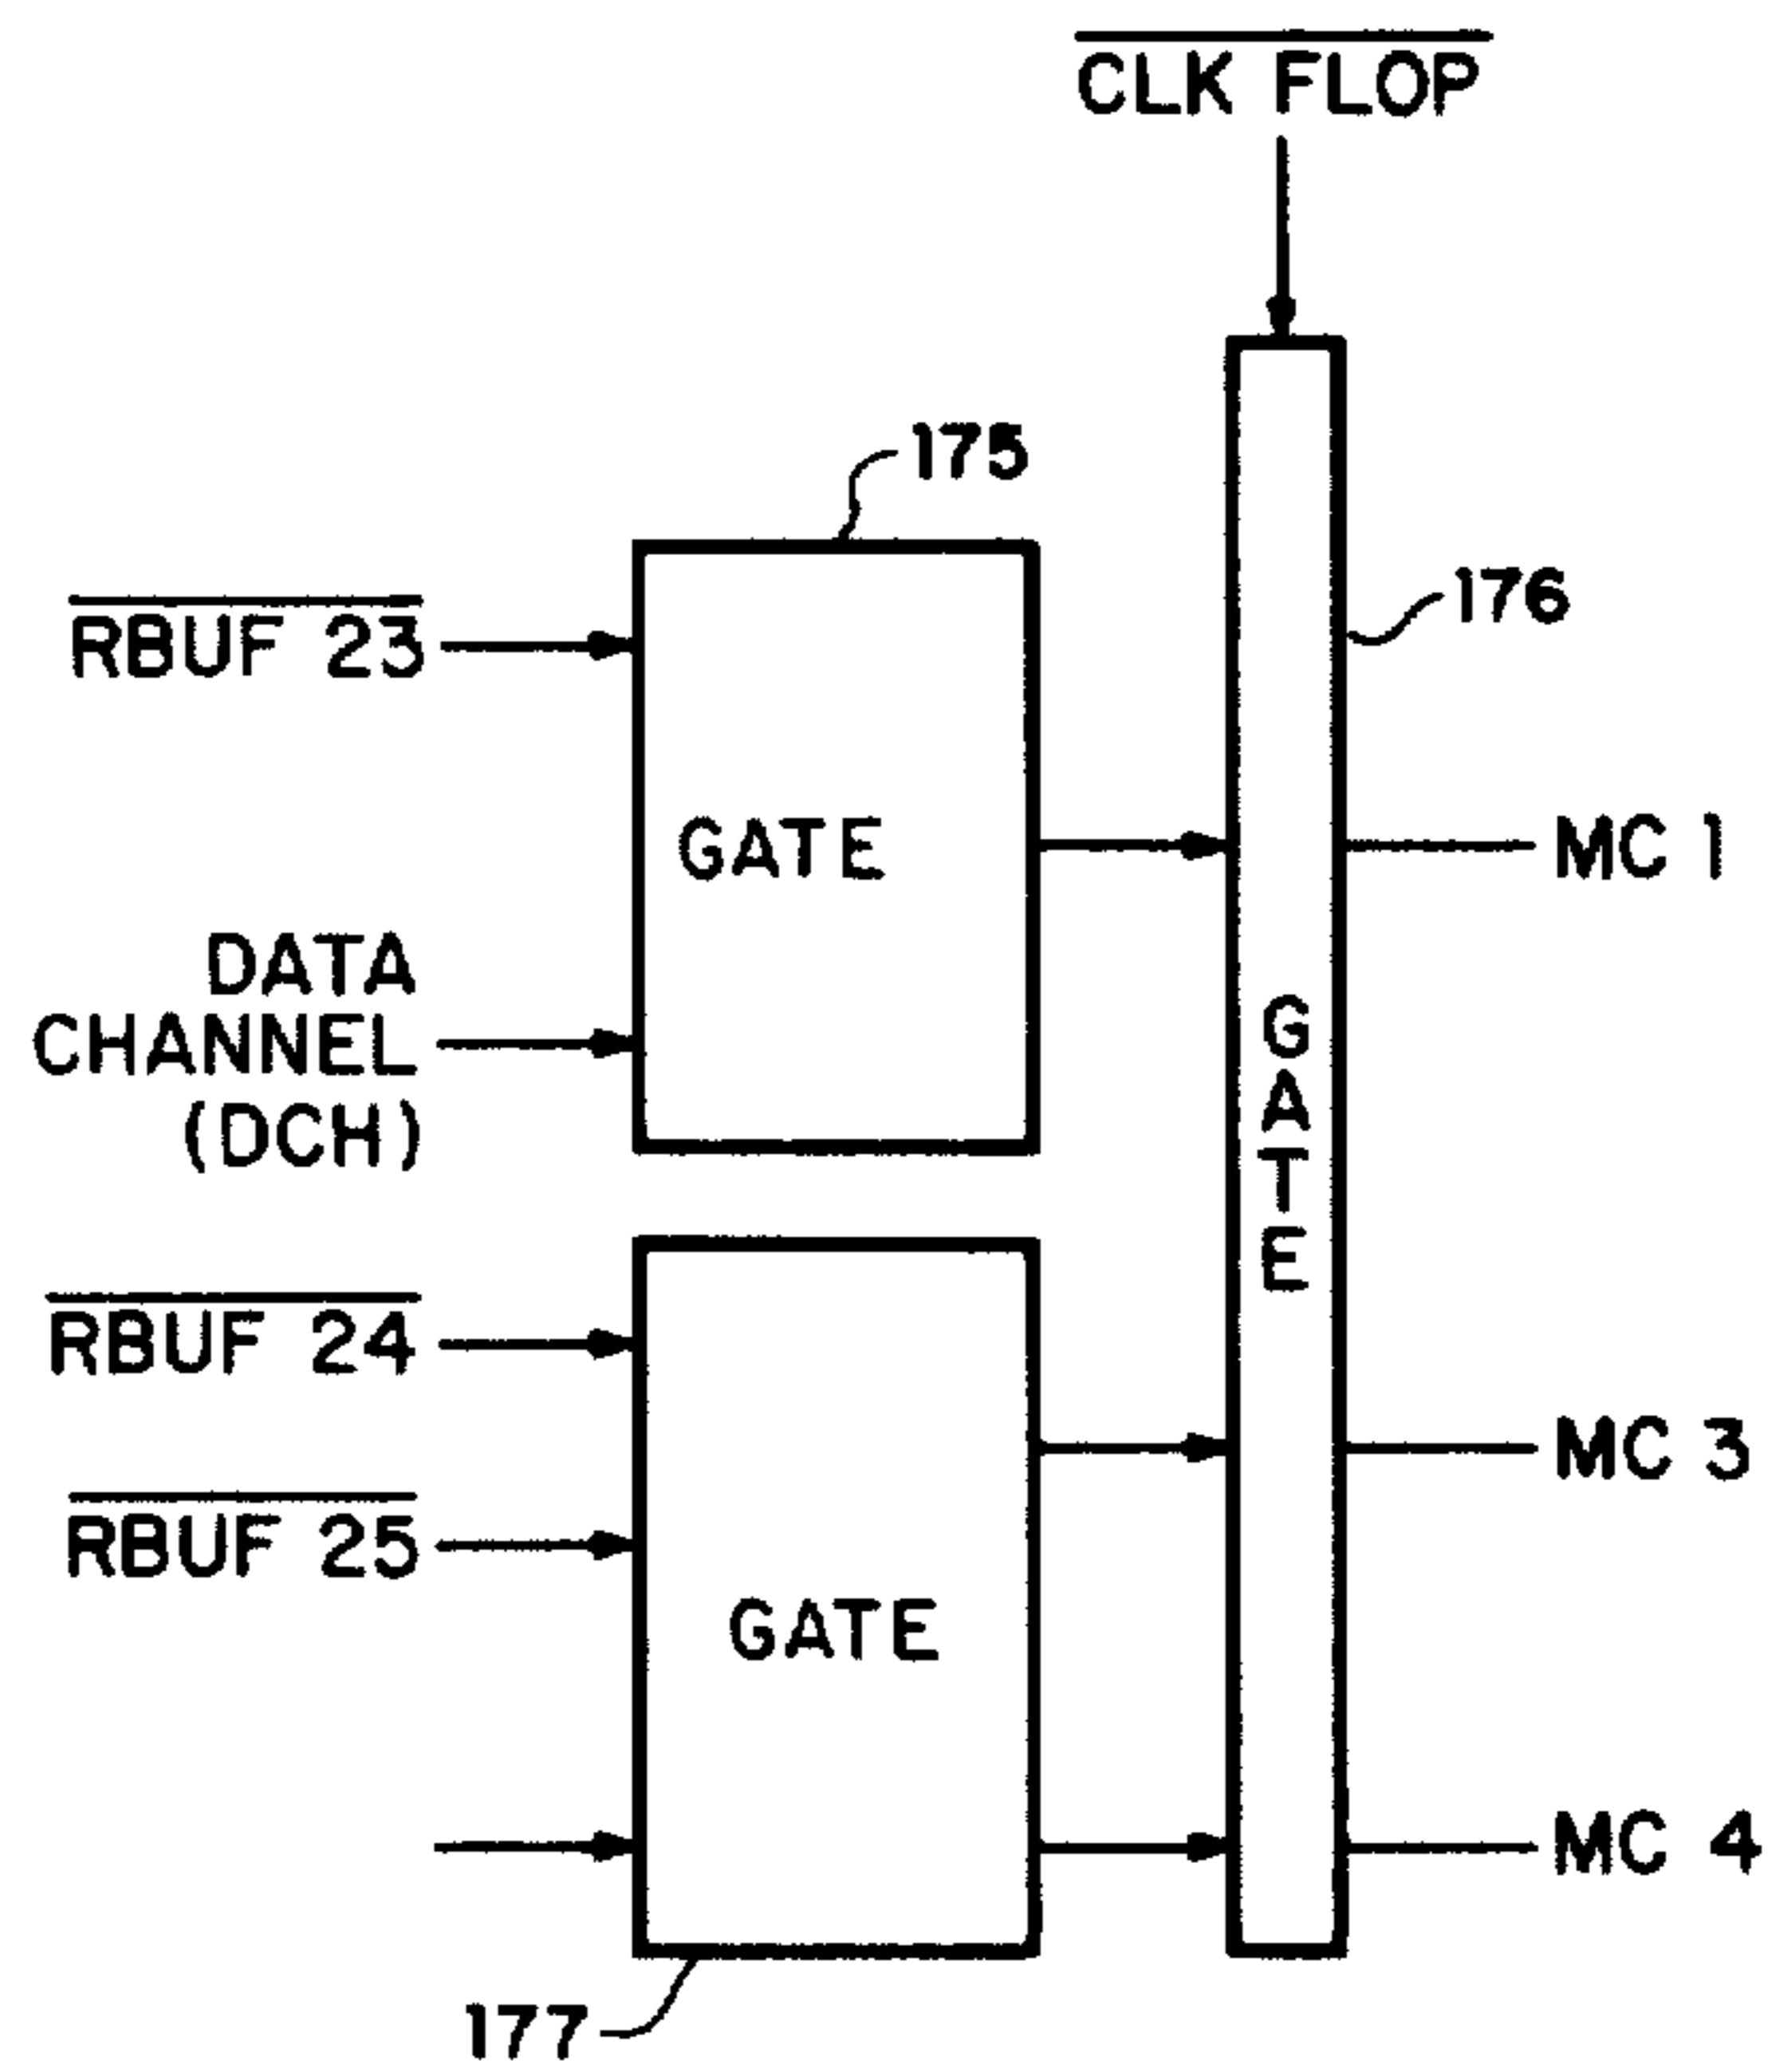 CLK FLOP
175
176
RBUF 23
GATE
MC 1
DATA
CHANNEL
(DCH)
GATE
RBUF 24
MC 3
RBUF 25
GATE
MC 4
177